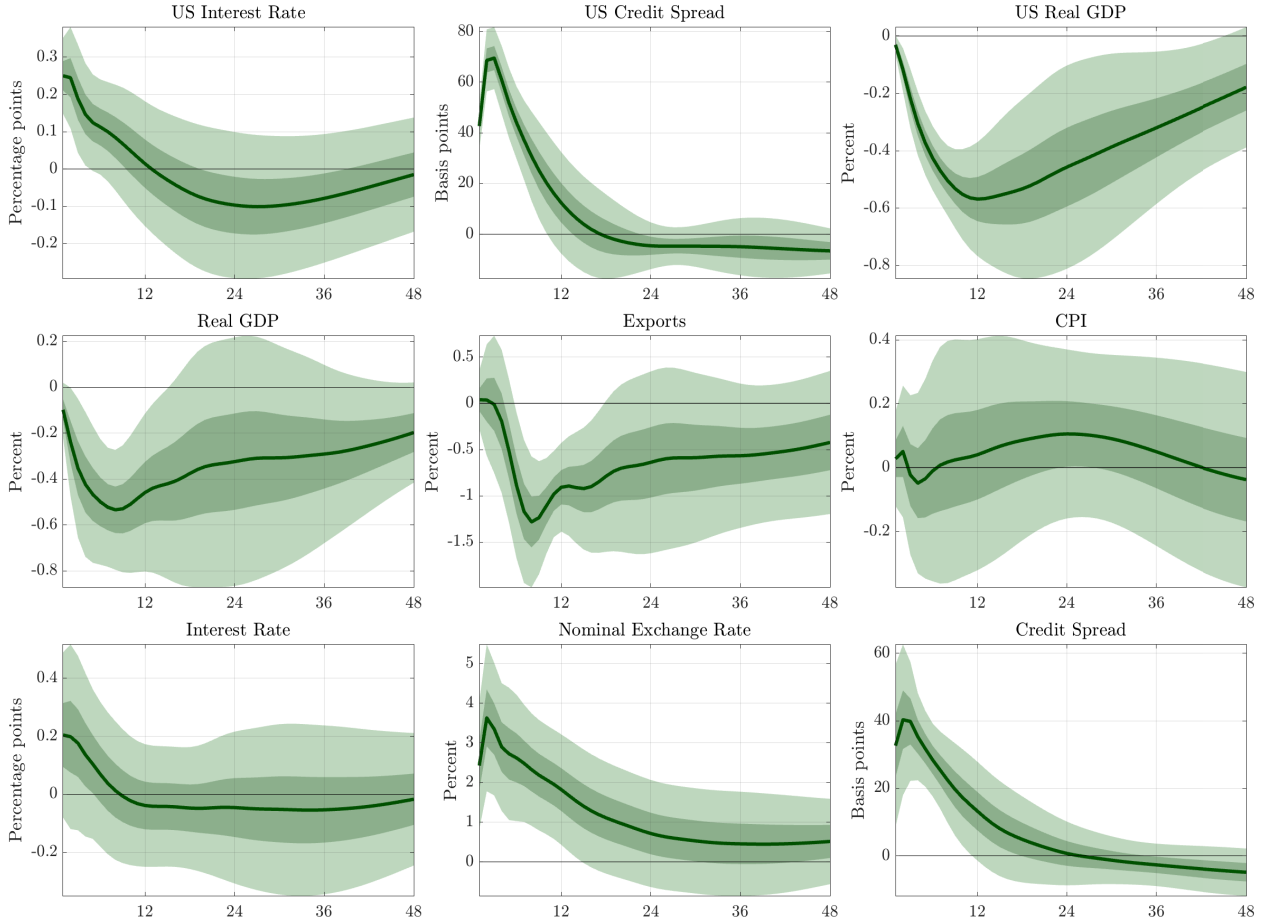 US Interest Rate
Percentage points
0.3
0.2
0.1
0
-0.1
-0.2
12 24 36 48
US Credit Spread
Basis points
80
60
40
20
0
12 24 36 48
US Real GDP
Percent
0
-0.2
-0.4
-0.6
-0.8
12 24 36 48
Real GDP
Percent
0.2
0
-0.2
-0.4
-0.6
-0.8
12 24 36 48
Exports
Percent
0.5
0
-0.5
-1
-1.5
12 24 36 48
CPI
Percent
0.4
0.2
0
-0.2
12 24 36 48
Interest Rate
Percentage points
0.4
0.2
0
-0.2
12 24 36 48
Nominal Exchange Rate
Percent
5
4
3
2
1
0
12 24 36 48
Credit Spread
Basis points
60
40
20
0
12 24 36 48